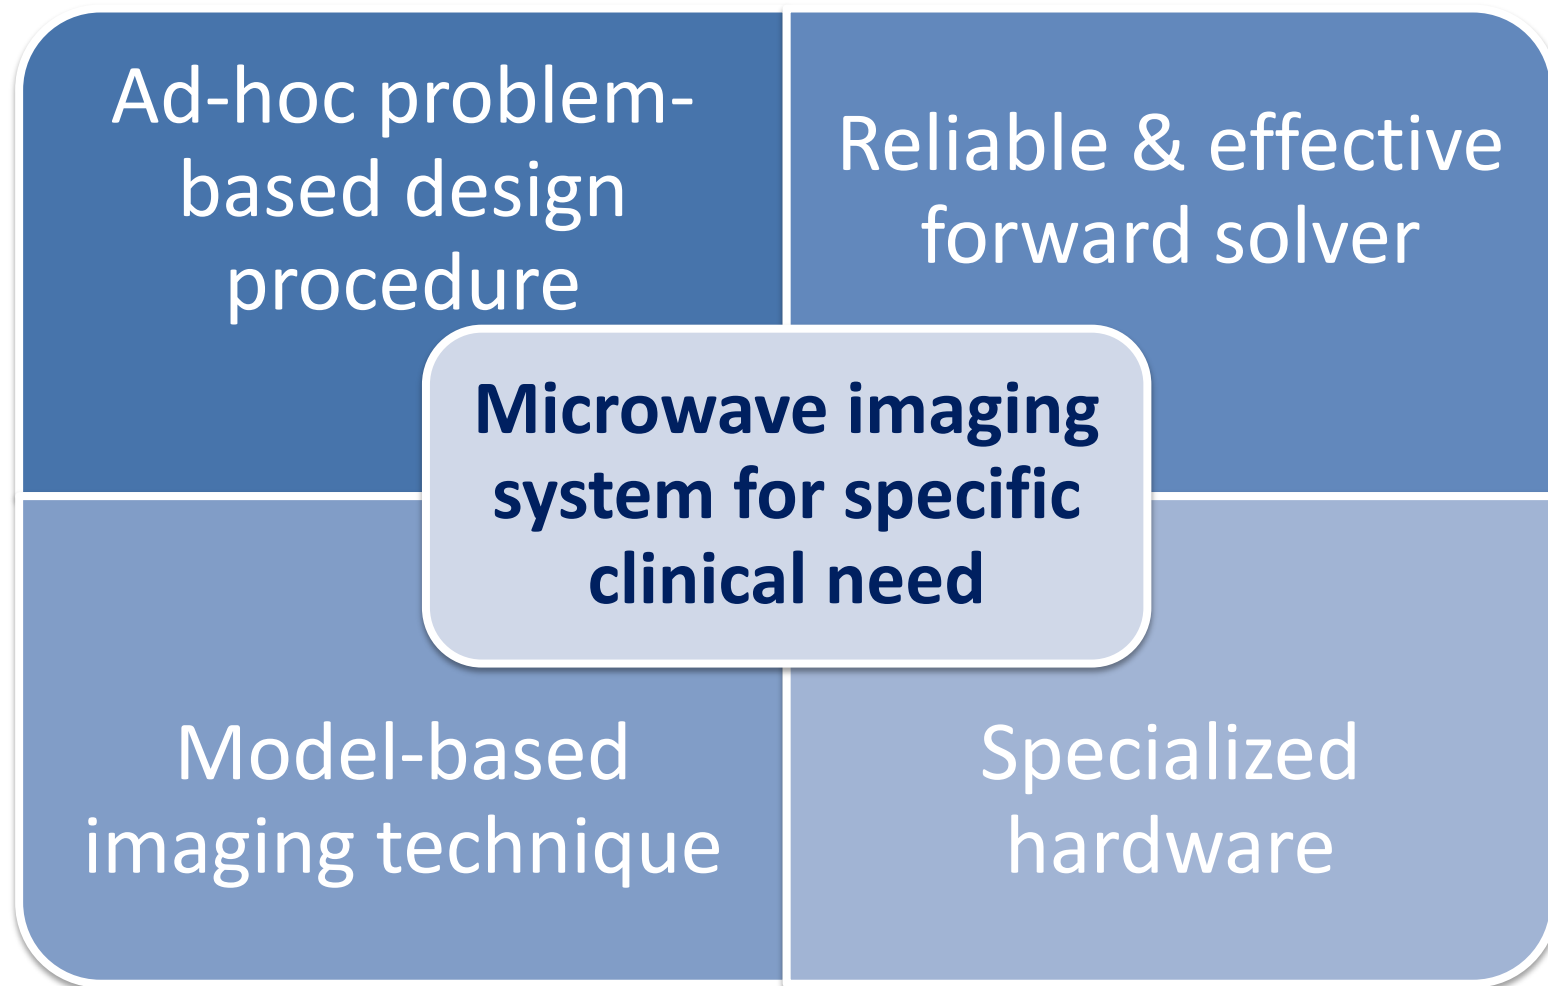 Ad-hoc problem-
based design
procedure
Reliable & effective
forward solver
Microwave imaging
system for specific
clinical need
Model-based
imaging technique
Specialized
hardware